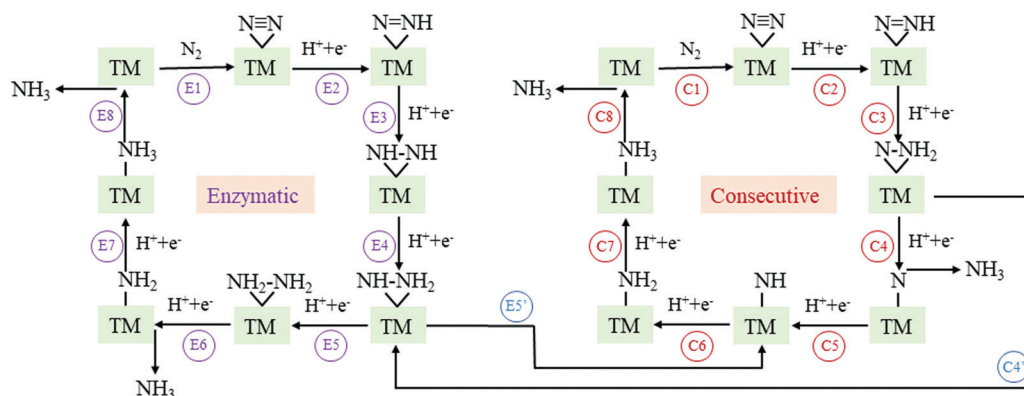 N≡N N=NH N≡N N=NH
N₂ H⁺+e⁻ N₂ H⁺+e⁻
TM TM TM TM TM TM
NH₃ E1 E2 NH₃ C1 C2
E8 E3 H⁺+e⁻ C8 C3 H⁺+e⁻
NH₃ NH-NH NH₃ N-NH₂
TM Enzymatic TM TM Consecutive TM
E7 H⁺+e⁻ E4 H⁺+e⁻ C7 H⁺+e⁻ C4 H⁺+e⁻
NH₂ NH₂-NH₂ NH-NH₂ NH₂ NH N NH₃
H⁺+e⁻ H⁺+e⁻ E5' H⁺+e⁻ H⁺+e⁻
TM TM TM TM TM TM
E6 E5 C6 C5
C4'
NH₃